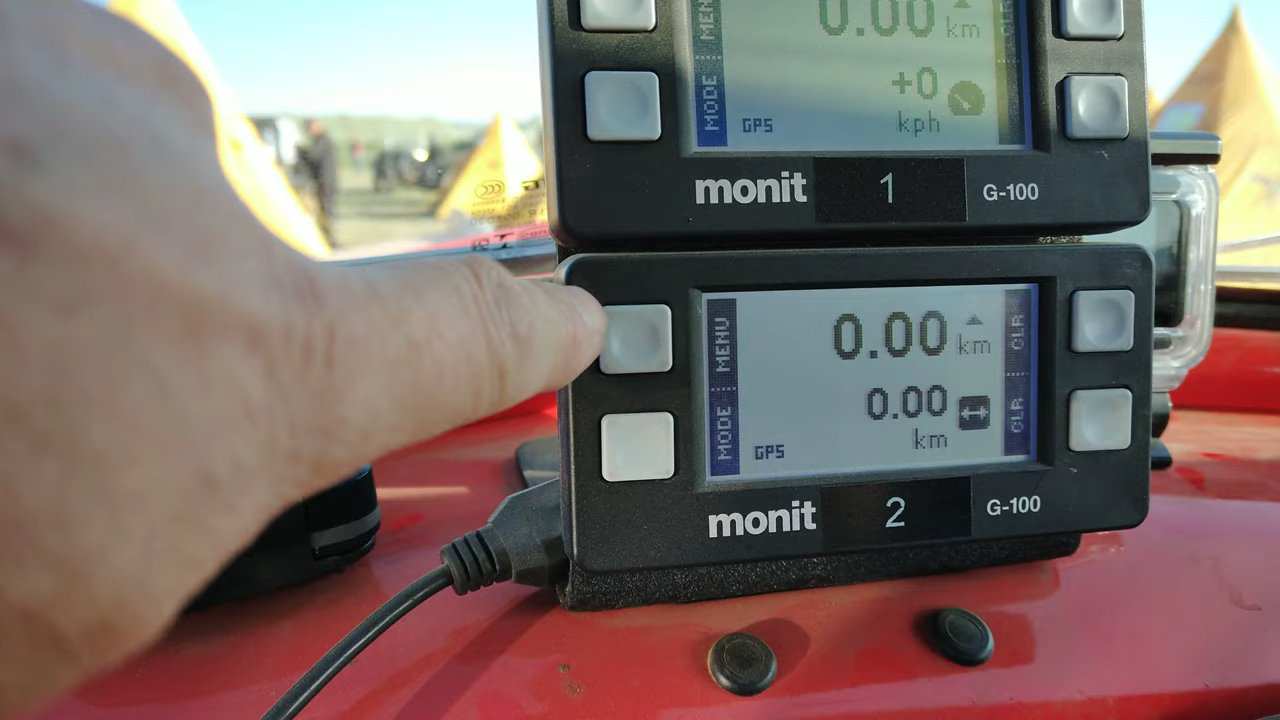 MENU
0.00 km
+0
MODE
GPS
kph
monit 1 G-100
MENU
0.00 km
CLR
0.00
MODE
CLR
GPS
km
monit 2 G-100